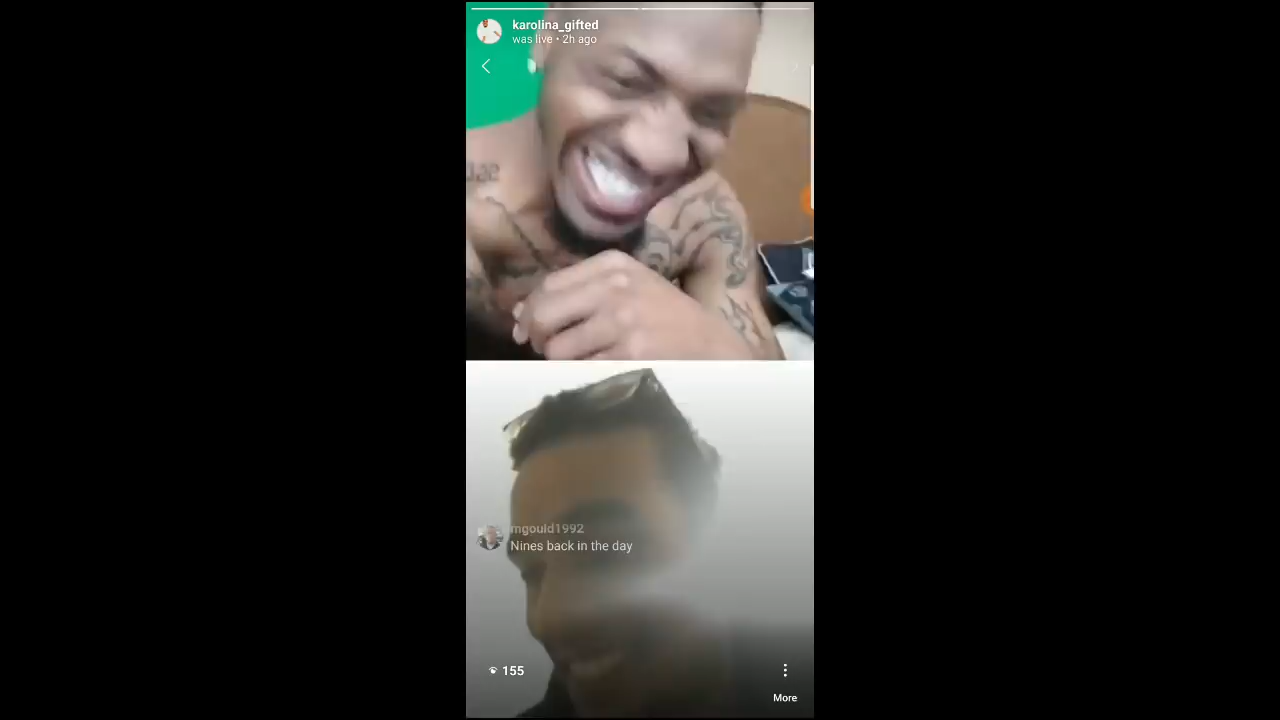 karolina_gifted
was live • 2h ago
mgould1992
Nines back in the day
155
More